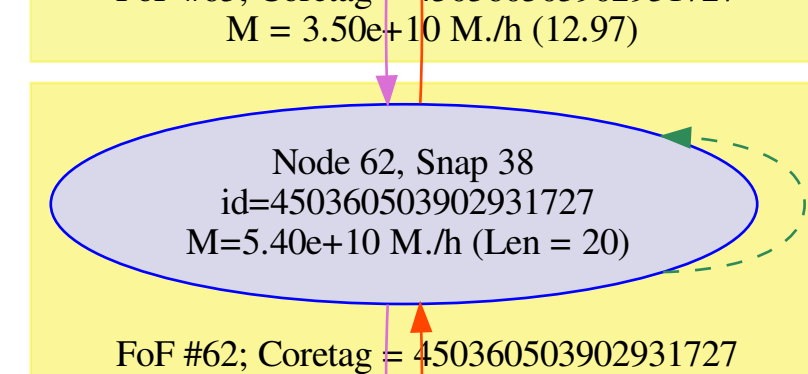 M = 3.50e+10 M./h (12.97)
Node 62, Snap 38
id=450360503902931727
M=5.40e+10 M./h (Len = 20)
FoF #62; Coretag = 450360503902931727